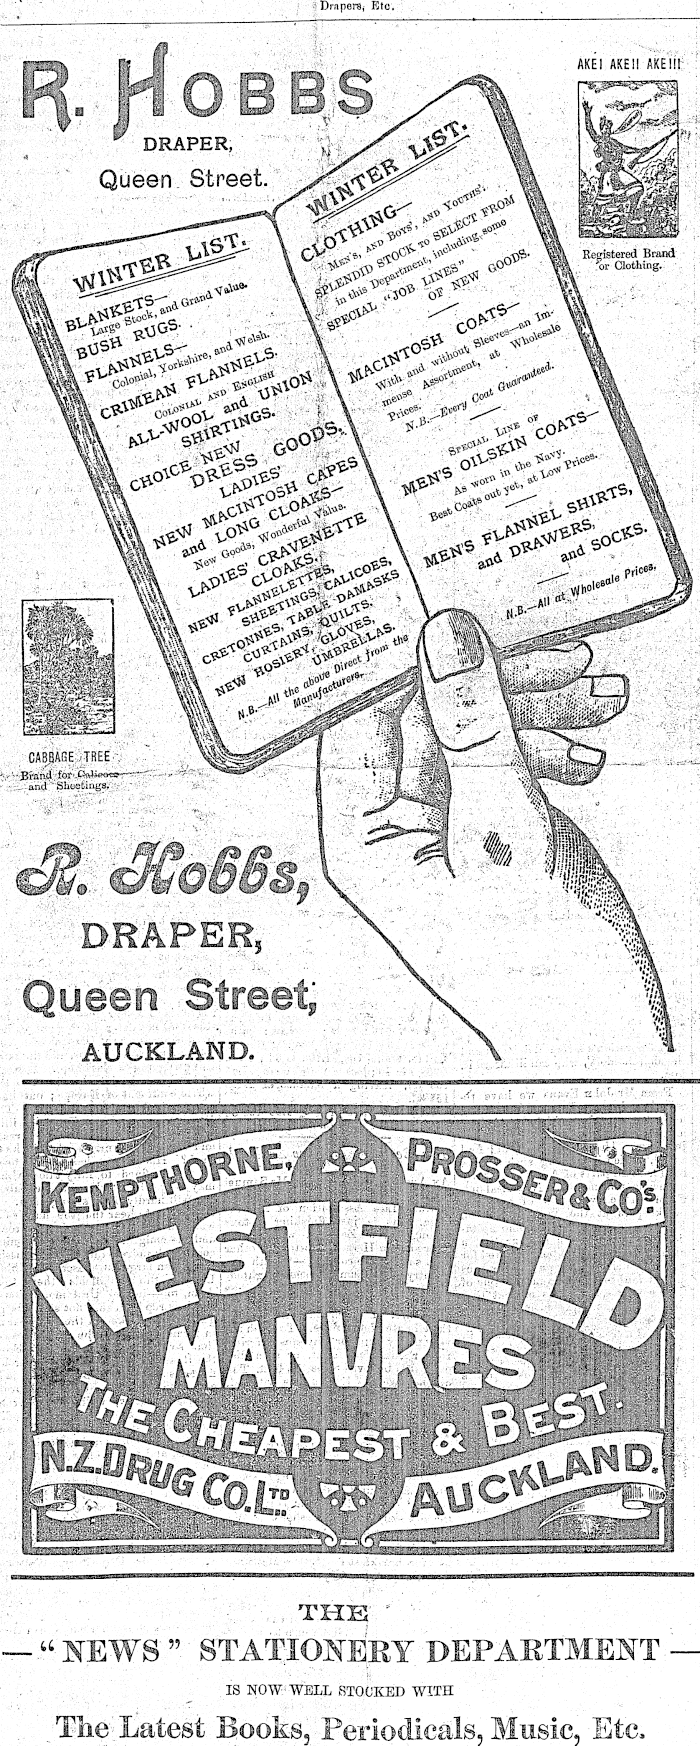 Drapers, Etc.
R. HOBBS
DRAPER,
Queen Street.
AKE! AKE!! AKE!!!
Registered Brand
or Clothing.
WINTER LIST.
BLANKETS—
Large Stock, and Grand Value.
BUSH RUGS.
FLANNELS—
Colonial, Yorkshire, and Welsh.
CRIMEAN FLANNELS.
COLONIAL AND ENGLISH
ALL-WOOL and UNION
SHIRTINGS.
CHOICE NEW
DRESS GOODS.
LADIES'
NEW MACINTOSH CAPES
and LONG CLOAKS—
New Goods, Wonderful Value.
LADIES' CRAVENETTE
CLOAKS.
NEW FLANNELETTES,
SHEETINGS, CALICOES,
CRETONNES, TABLE DAMASKS
CURTAINS, QUILTS.
NEW HOSIERY, GLOVES,
UMBRELLAS.
N.B.—All the above Direct from the
Manufacturers.
WINTER LIST.
CLOTHING—
MEN'S, AND BOYS', AND YOUTHS'.
SPLENDID STOCK TO SELECT FROM
in this Department, including some
SPECIAL "JOB LINES"
OF NEW GOODS.
MACINTOSH COATS—
With and without Sleeves—an Im-
mense Assortment, at Wholesale
Prices.
N.B.—Every Coat Guaranteed.
SPECIAL LINE OF
MEN'S OILSKIN COATS—
As worn in the Navy.
Best Coats out yet, at Low Prices.
MEN'S FLANNEL SHIRTS,
and DRAWERS,
and SOCKS.
N.B.—All at Wholesale Prices.
CABBAGE TREE
Brand for Calicoes
and Sheetings.
R. Hobbs,
DRAPER,
Queen Street,
AUCKLAND.
KEMPTHORNE, PROSSER & CO'S.
WESTFIELD
MANURES
THE CHEAPEST & BEST.
N.Z. DRUG CO. LTD AUCKLAND.
THE
— "NEWS" STATIONERY DEPARTMENT —
IS NOW WELL STOCKED WITH
The Latest Books, Periodicals, Music, Etc.